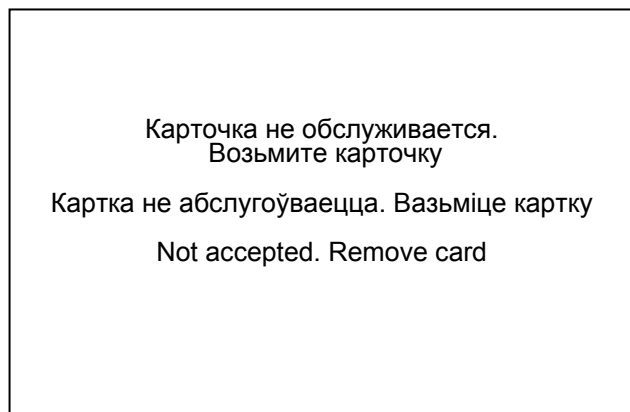 Карточка не обслуживается.
Возьмите карточку
Картка не абслугоўваецца. Вазьміце картку
Not accepted. Remove card